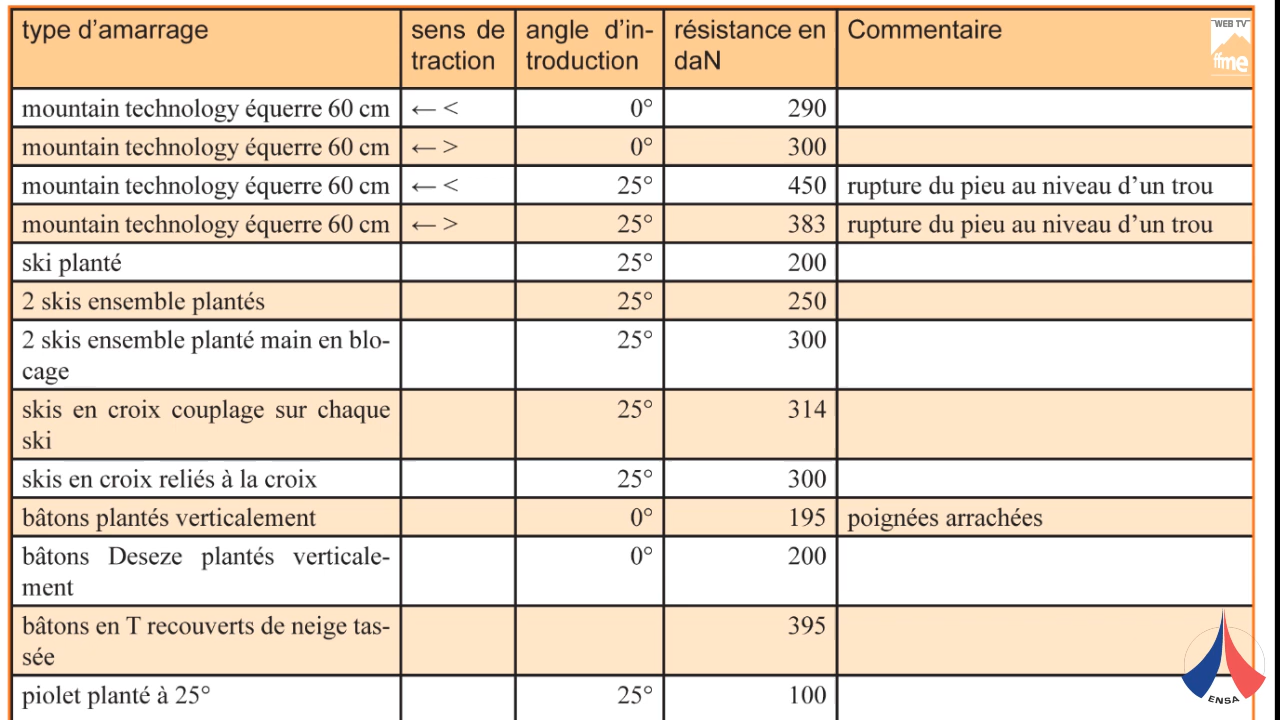 type d’amarrage sens de traction angle d’in-troduction résistance en daN Commentaire
WEB TV
ffme
mountain technology équerre 60 cm ←< 0° 290
mountain technology équerre 60 cm ←> 0° 300
mountain technology équerre 60 cm ←< 25° 450 rupture du pieu au niveau d’un trou
mountain technology équerre 60 cm ←> 25° 383 rupture du pieu au niveau d’un trou
ski planté 25° 200
2 skis ensemble plantés 25° 250
2 skis ensemble planté main en blo- 25° 300
cage
skis en croix couplage sur chaque 25° 314
ski
skis en croix reliés à la croix 25° 300
bâtons plantés verticalement 0° 195 poignées arrachées
bâtons Deseze plantés verticale- 0° 200
ment
bâtons en T recouverts de neige tas- 395
sée
piolet planté à 25° 25° 100
ENSA